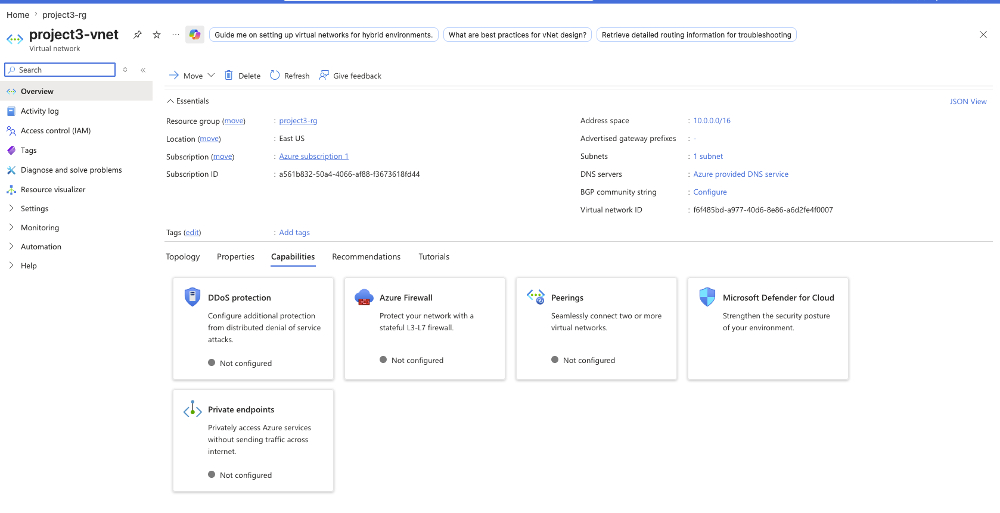 Home > project3-rg
project3-vnet
Virtual network
Guide me on setting up virtual networks for hybrid environments.
What are best practices for vNet design?
Retrieve detailed routing information for troubleshooting
Search
Overview
Activity log
Access control (IAM)
Tags
Diagnose and solve problems
Resource visualizer
Settings
Monitoring
Automation
Help
Move
Delete
Refresh
Give feedback
Essentials
JSON View
Resource group (move) : project3-rg
Location (move) : East US
Subscription (move) : Azure subscription 1
Subscription ID : a561b832-50a4-4066-af88-f3673618fd44
Address space : 10.0.0.0/16
Advertised gateway prefixes : -
Subnets : 1 subnet
DNS servers : Azure provided DNS service
BGP community string : Configure
Virtual network ID : f6f485bd-a977-40d6-8e86-a6d2fe4f0007
Tags (edit) : Add tags
Topology Properties Capabilities Recommendations Tutorials
DDoS protection
Configure additional protection
from distributed denial of service
attacks.
Not configured
Azure Firewall
Protect your network with a
stateful L3-L7 firewall.
Not configured
Peerings
Seamlessly connect two or more
virtual networks.
Not configured
Microsoft Defender for Cloud
Strengthen the security posture
of your environment.
Private endpoints
Privately access Azure services
without sending traffic across
internet.
Not configured